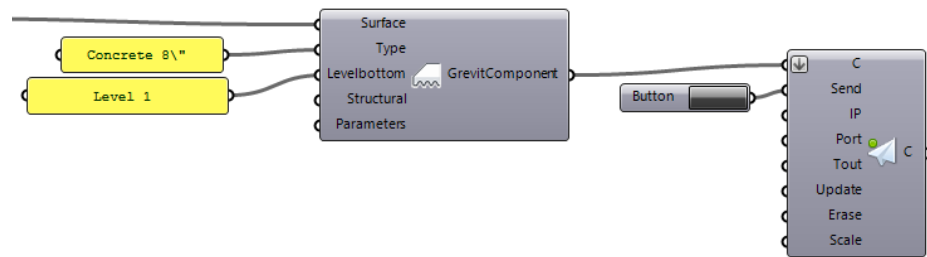 Surface
Concrete 8\"
Type
Levelbottom
GrevitComponent
Level 1
Structural
Parameters
Button
C
Send
IP
Port
Tout
C
Update
Erase
Scale